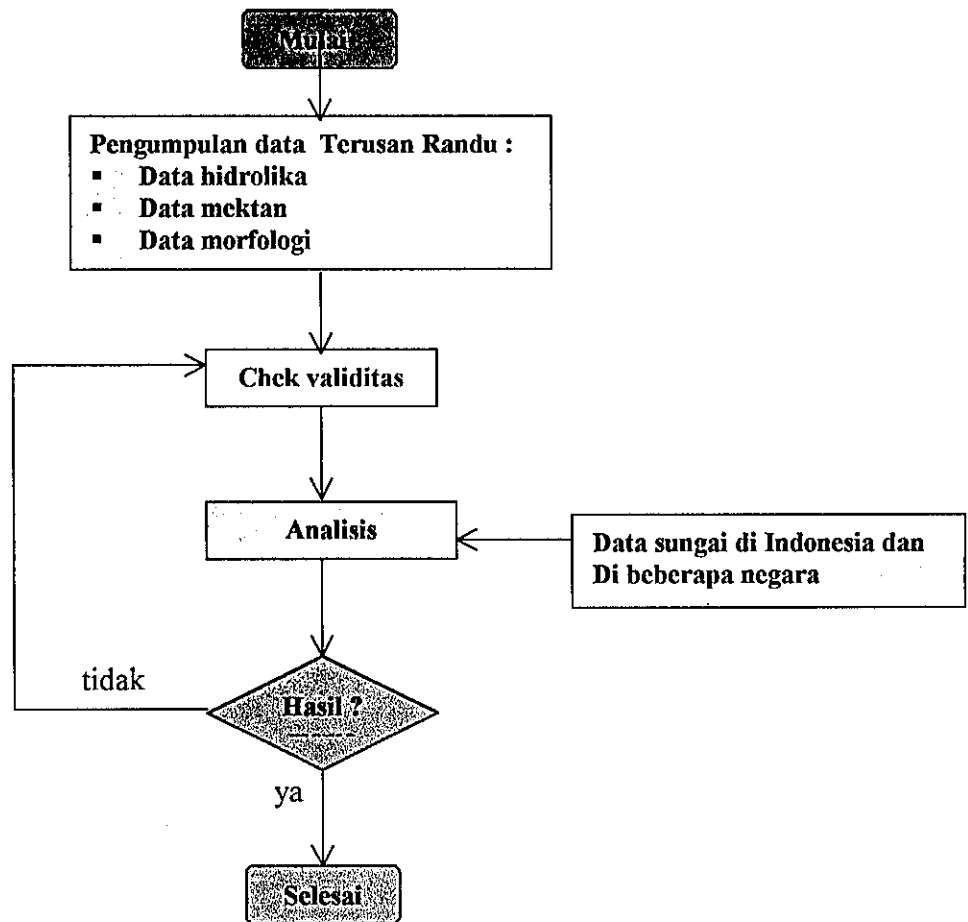 Mulai
Pengumpulan data Terusan Randu :
▪ Data hidrolika
▪ Data mektan
▪ Data morfologi
Chek validitas
Analisis
Data sungai di Indonesia dan
Di beberapa negara
tidak
Hasil ?
ya
Selesai